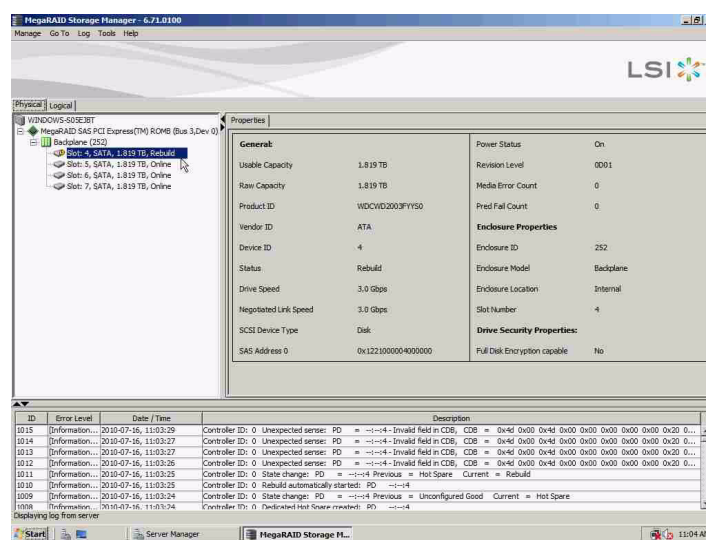 MegaRAID Storage Manager - 6.71.0100
Manage Go To Log Tools Help
LSI
Physical Logical
WINDOWS-S05EJBT
MegaRAID SAS PCI Express(TM) ROMB (Bus 3,Dev 0)
Backplane (252)
Slot: 4, SATA, 1.819 TB, Rebuild
Slot: 5, SATA, 1.819 TB, Online
Slot: 6, SATA, 1.819 TB, Online
Slot: 7, SATA, 1.819 TB, Online
Properties
General:
Usable Capacity 1.819 TB
Raw Capacity 1.819 TB
Product ID WDCWD2003FYYS0
Vendor ID ATA
Device ID 4
Status Rebuild
Drive Speed 3.0 Gbps
Negotiated Link Speed 3.0 Gbps
SCSI Device Type Disk
SAS Address 0 0x1221000004000000
Power Status On
Revision Level 0D01
Media Error Count 0
Pred Fail Count 0
Enclosure Properties
Enclosure ID 252
Enclosure Model Backplane
Enclosure Location Internal
Slot Number 4
Drive Security Properties:
Full Disk Encryption capable No
ID Error Level Date / Time Description
1015 [Information... 2010-07-16, 11:03:29 Controller ID: 0 Unexpected sense: PD = --:--:4 - Invalid field in CDB, CDB = 0x4d 0x00 0x4d 0x00 0x00 0x00 0x00 0x20 0...
1014 [Information... 2010-07-16, 11:03:27 Controller ID: 0 Unexpected sense: PD = --:--:4 - Invalid field in CDB, CDB = 0x4d 0x00 0x4d 0x00 0x00 0x00 0x00 0x20 0...
1013 [Information... 2010-07-16, 11:03:27 Controller ID: 0 Unexpected sense: PD = --:--:4 - Invalid field in CDB, CDB = 0x4d 0x00 0x4d 0x00 0x00 0x00 0x00 0x20 0...
1012 [Information... 2010-07-16, 11:03:26 Controller ID: 0 Unexpected sense: PD = --:--:4 - Invalid field in CDB, CDB = 0x4d 0x00 0x4d 0x00 0x00 0x00 0x00 0x20 0...
1011 [Information... 2010-07-16, 11:03:25 Controller ID: 0 State change: PD = --:--:4 Previous = Hot Spare Current = Rebuild
1010 [Information... 2010-07-16, 11:03:25 Controller ID: 0 Rebuild automatically started: PD --:--:4
1009 [Information... 2010-07-16, 11:03:24 Controller ID: 0 State change: PD = --:--:4 Previous = Unconfigured Good Current = Hot Spare
1008 [Information... 2010-07-16, 11:03:24 Controller ID: 0 Dedicated Hot Spare created: PD --:--:4
Displaying log from server
Start Server Manager MegaRAID Storage M... 11:04 AM